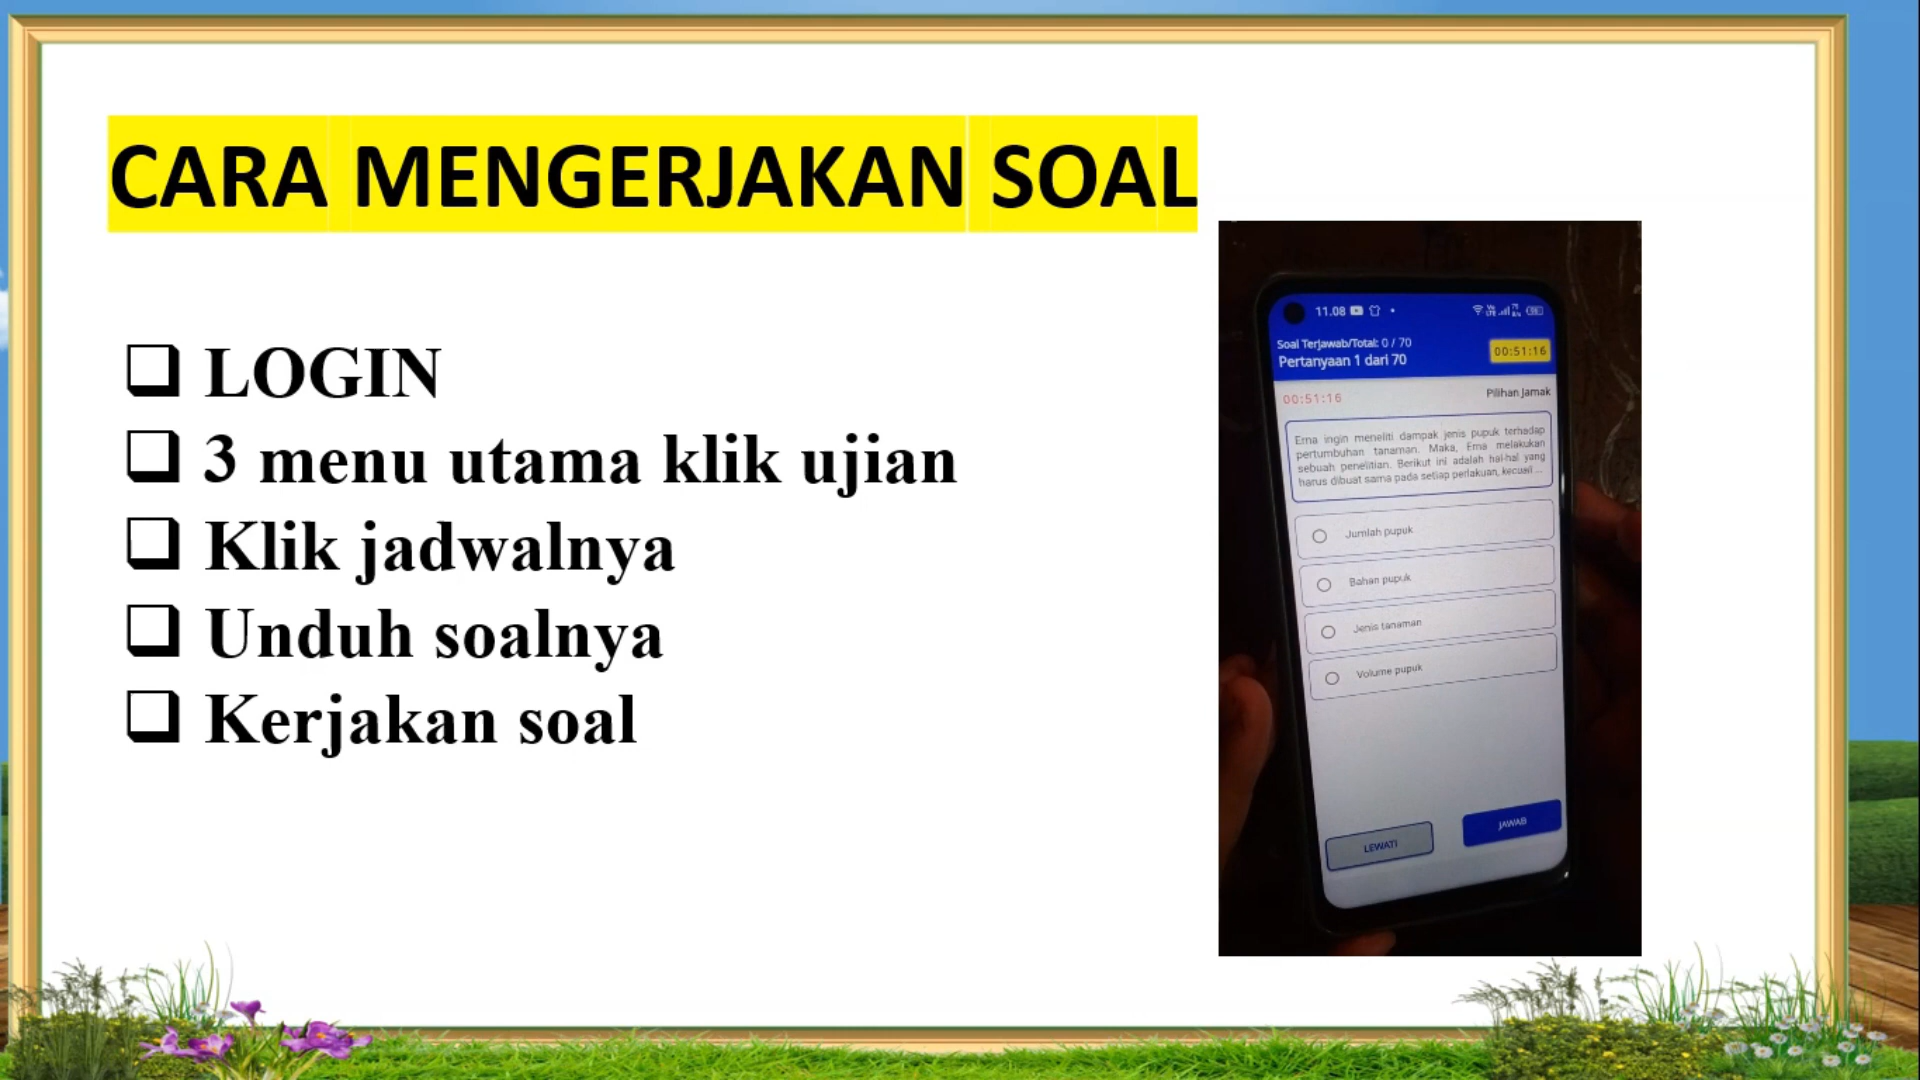 CARA MENGERJAKAN SOAL
LOGIN
3 menu utama klik ujian
Klik jadwalnya
Unduh soalnya
Kerjakan soal
11.08
Soal Terjawab/Total: 0 / 70
Pertanyaan 1 dari 70
00:51:16
00:51:16
Pilihan Jamak
Erna ingin meneliti dampak jenis pupuk terhadap
pertumbuhan tanaman. Maka, Erna melakukan
sebuah penelitian. Berikut ini adalah hal-hal yang
harus dibuat sama pada setiap perlakuan, kecuali ...
Jumlah pupuk
Bahan pupuk
Jenis tanaman
Volume pupuk
LEWATI
JAWAB